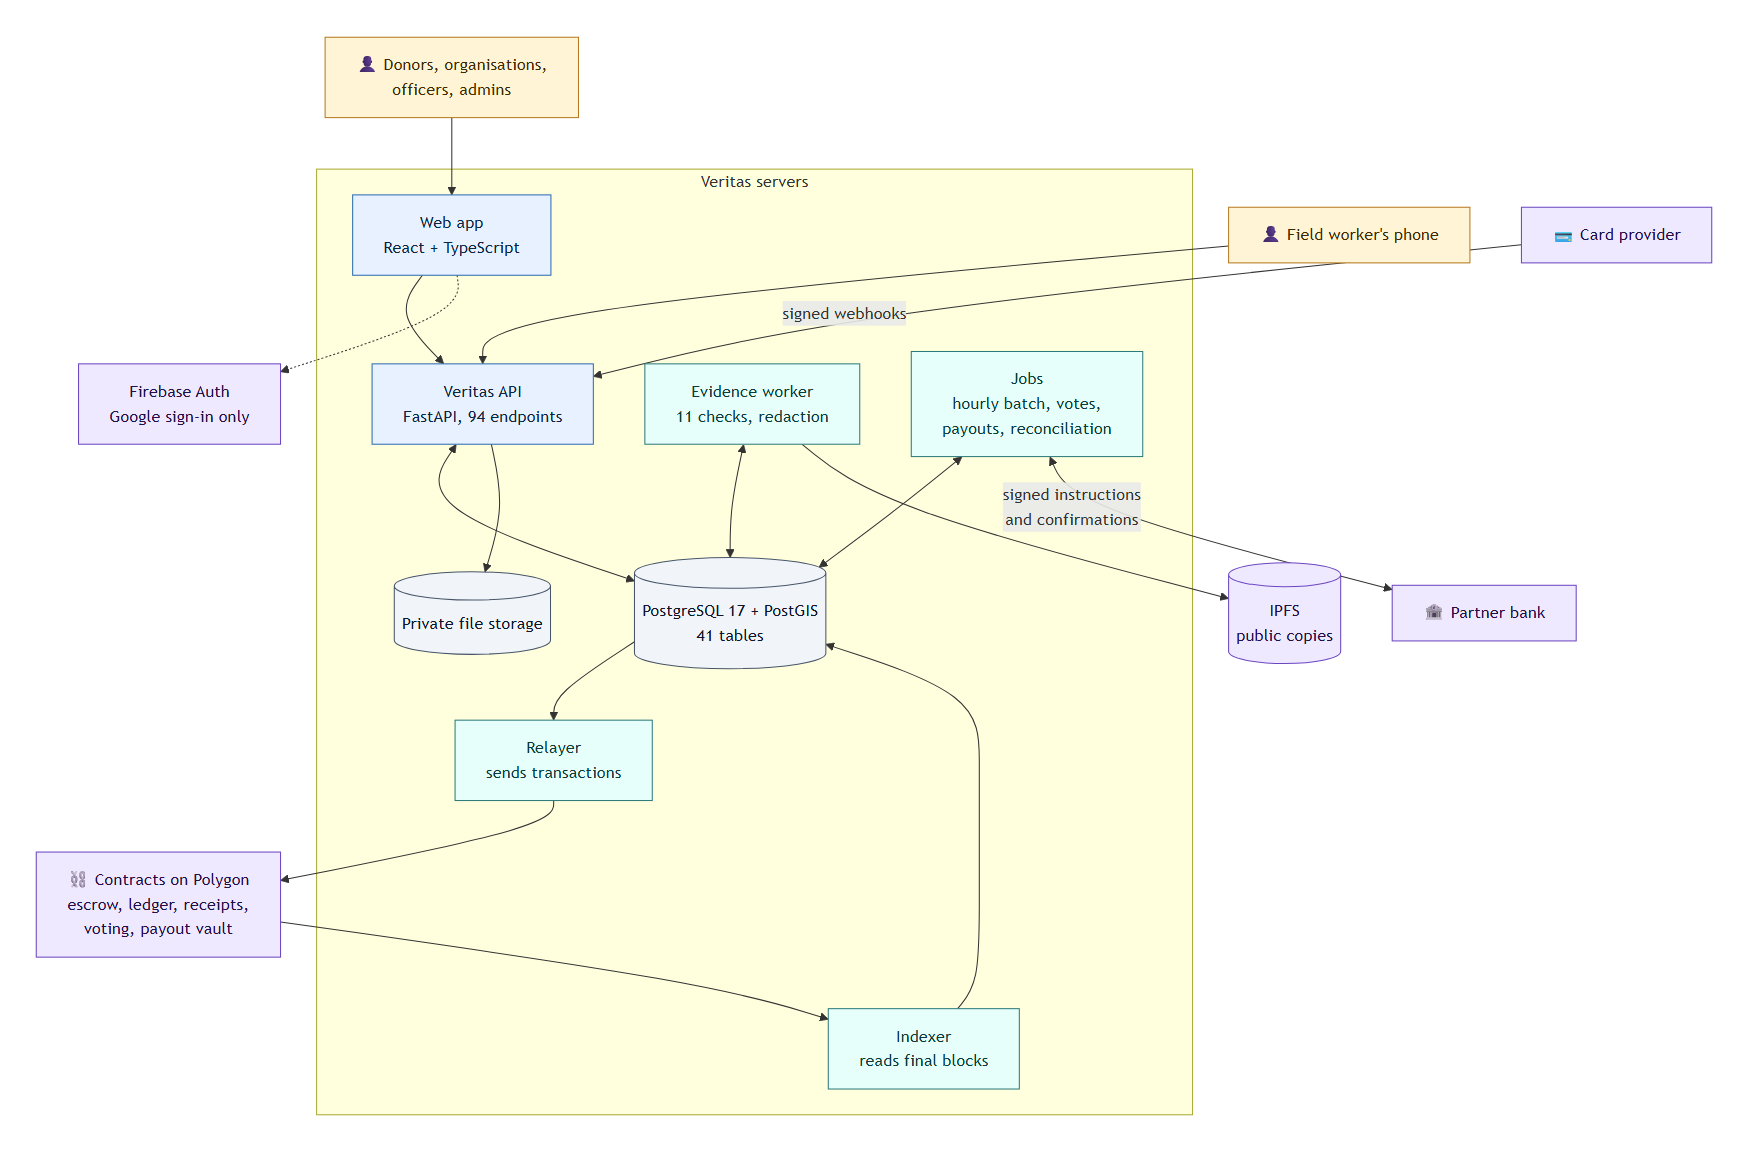 Donors, organisations,
officers, admins
Veritas servers
Web app
React + TypeScript
Field worker's phone
Card provider
signed webhooks
Firebase Auth
Google sign-in only
Veritas API
FastAPI, 94 endpoints
Evidence worker
11 checks, redaction
Jobs
hourly batch, votes,
payouts, reconciliation
signed instructions
and confirmations
Private file storage
PostgreSQL 17 + PostGIS
41 tables
IPFS
public copies
Partner bank
Relayer
sends transactions
Contracts on Polygon
escrow, ledger, receipts,
voting, payout vault
Indexer
reads final blocks